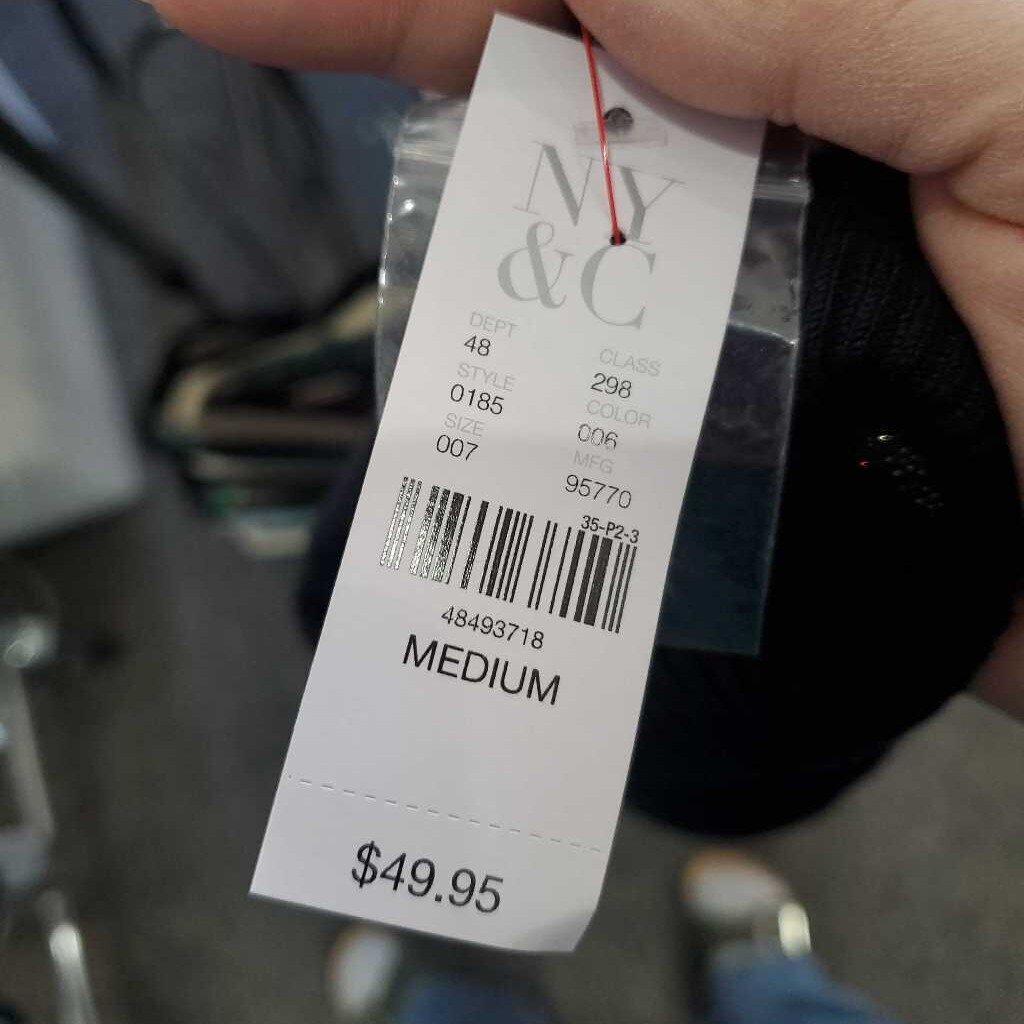 NY
&C
DEPT
48
CLASS
298
STYLE
0185
COLOR
006
SIZE
007
MFG
95770
35-P2-3
48493718
MEDIUM
$49.95